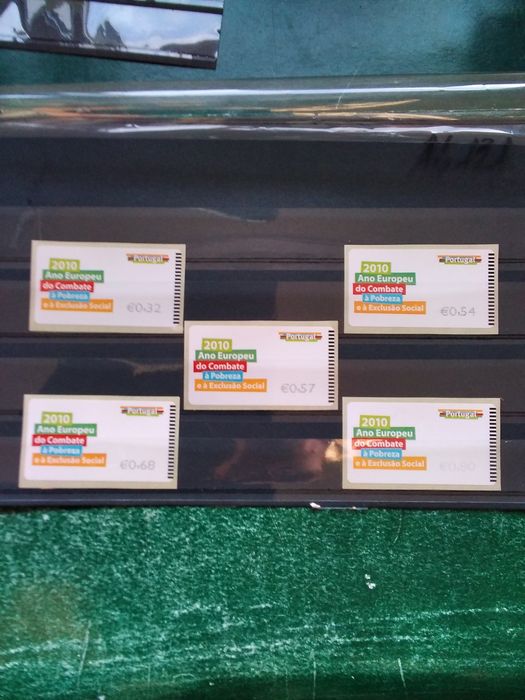 2010
Ano Europeu
do Combate
à Pobreza
e à Exclusão Social
Portugal
€0.32
2010
Ano Europeu
do Combate
à Pobreza
e à Exclusão Social
Portugal
€0.54
2010
Ano Europeu
do Combate
à Pobreza
e à Exclusão Social
Portugal
€0.57
2010
Ano Europeu
do Combate
à Pobreza
e à Exclusão Social
Portugal
€0.68
2010
Ano Europeu
do Combate
à Pobreza
e à Exclusão Social
Portugal
€0.80